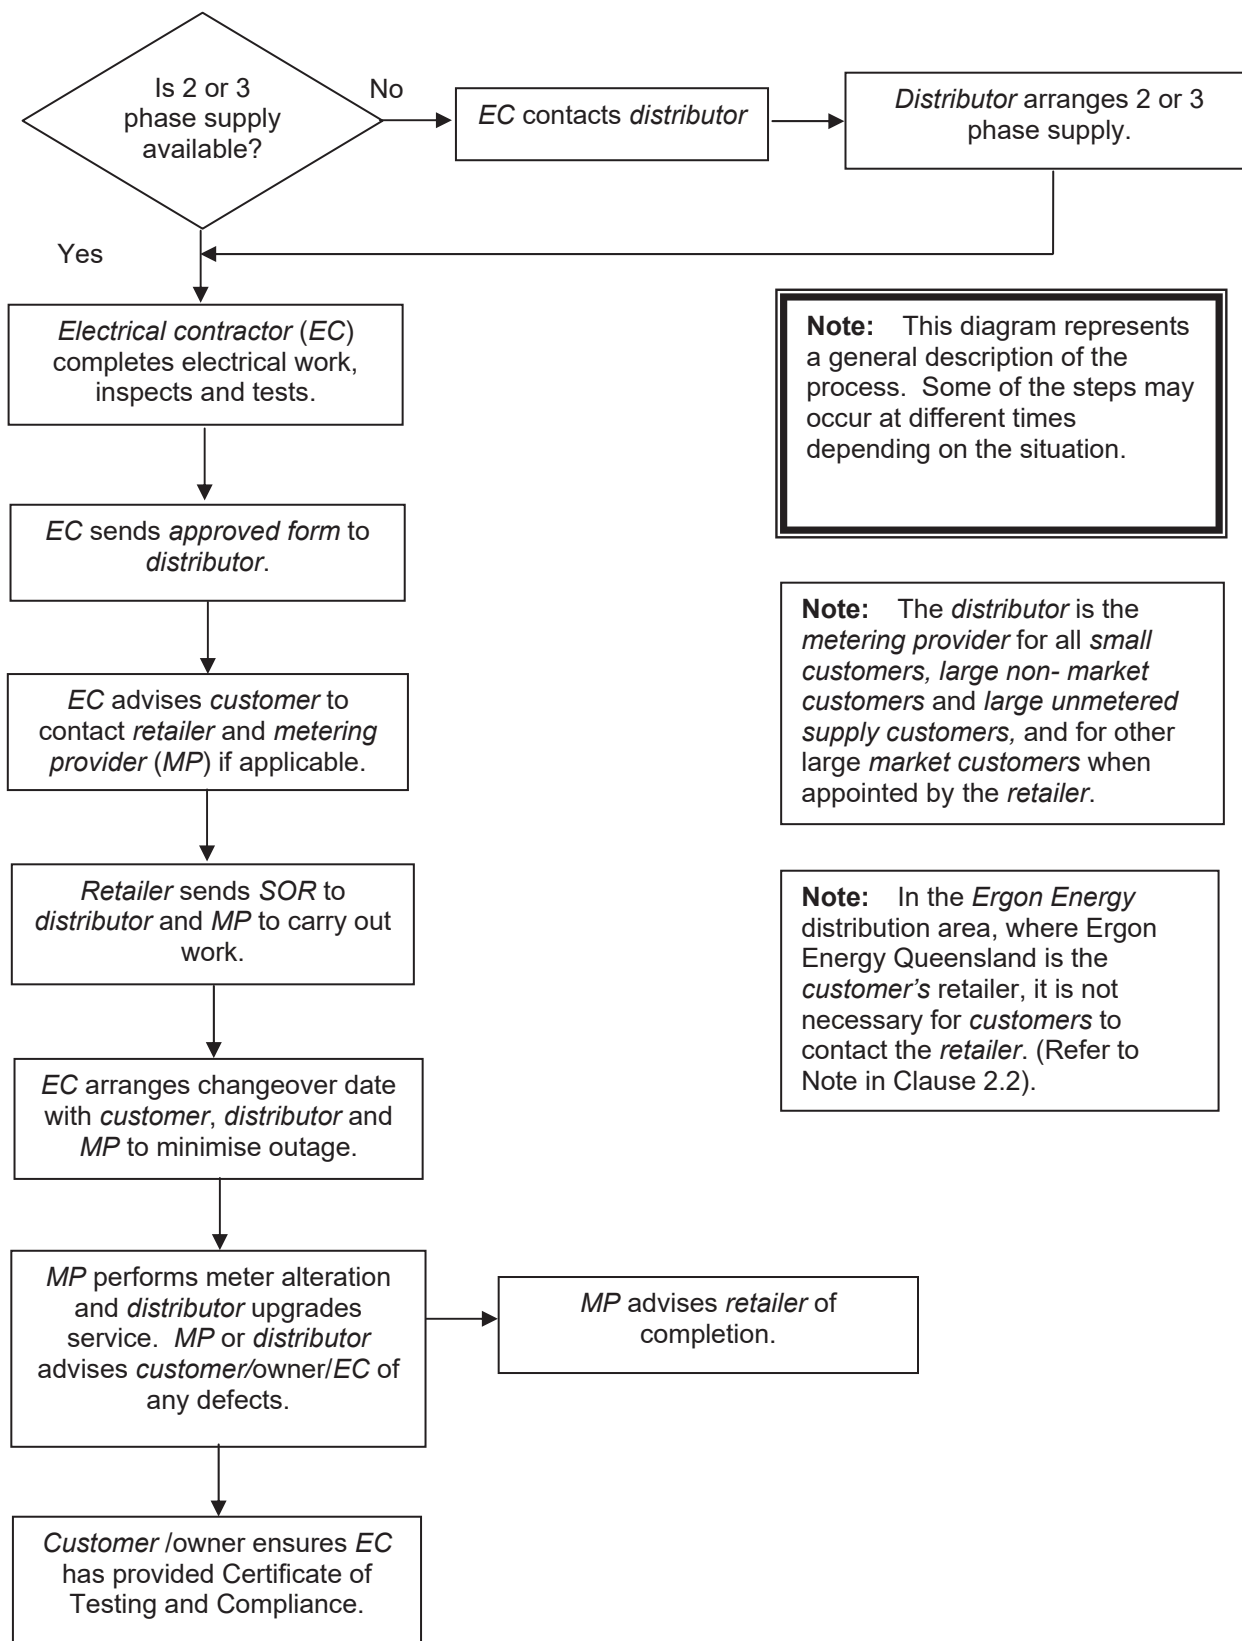 Is 2 or 3
phase supply
available?
No
EC contacts distributor
Distributor arranges 2 or 3
phase supply.
Yes
Electrical contractor (EC)
completes electrical work,
inspects and tests.
EC sends approved form to
distributor.
EC advises customer to
contact retailer and metering
provider (MP) if applicable.
Retailer sends SOR to
distributor and MP to carry out
work.
EC arranges changeover date
with customer, distributor and
MP to minimise outage.
MP performs meter alteration
and distributor upgrades
service. MP or distributor
advises customer/owner/EC of
any defects.
MP advises retailer of
completion.
Customer /owner ensures EC
has provided Certificate of
Testing and Compliance.
Note: This diagram represents
a general description of the
process. Some of the steps may
occur at different times
depending on the situation.
Note: The distributor is the
metering provider for all small
customers, large non- market
customers and large unmetered
supply customers, and for other
large market customers when
appointed by the retailer.
Note: In the Ergon Energy
distribution area, where Ergon
Energy Queensland is the
customer's retailer, it is not
necessary for customers to
contact the retailer. (Refer to
Note in Clause 2.2).